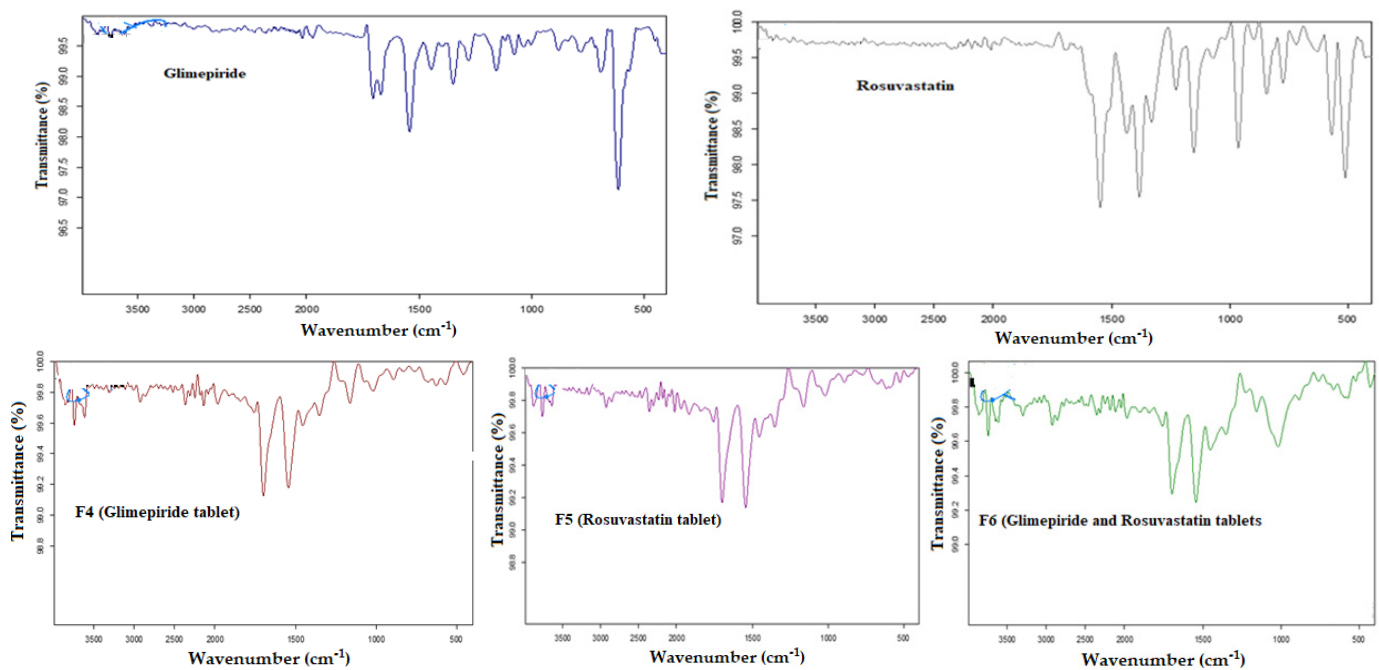 Glimepiride
Transmittance (%)
99.5
99.0
98.5
98.0
97.5
97.0
96.5
3500 3000 2500 2000 1500 1000 500
Wavenumber (cm-1)
Rosuvastatin
Transmittance (%)
100.0
99.5
99.0
98.5
98.0
97.5
97.0
3500 3000 2500 2000 1500 1000 500
Wavenumber (cm-1)
F4 (Glimepiride tablet)
Transmittance (%)
100.0
99.8
99.6
99.4
99.2
99.0
98.8
3500 3000 2500 2000 1500 1000 500
Wavenumber (cm-1)
F5 (Rosuvastatin tablet)
Transmittance (%)
100.0
99.8
99.6
99.4
99.2
99.0
98.8
3500 3000 2500 2000 1500 1000 500
Wavenumber (cm-1)
F6 (Glimepiride and Rosuvastatin tablets
Transmittance (%)
100.0
99.8
99.6
99.4
99.2
99.0
3500 3000 2500 2000 1500 1000 500
Wavenumber (cm-1)